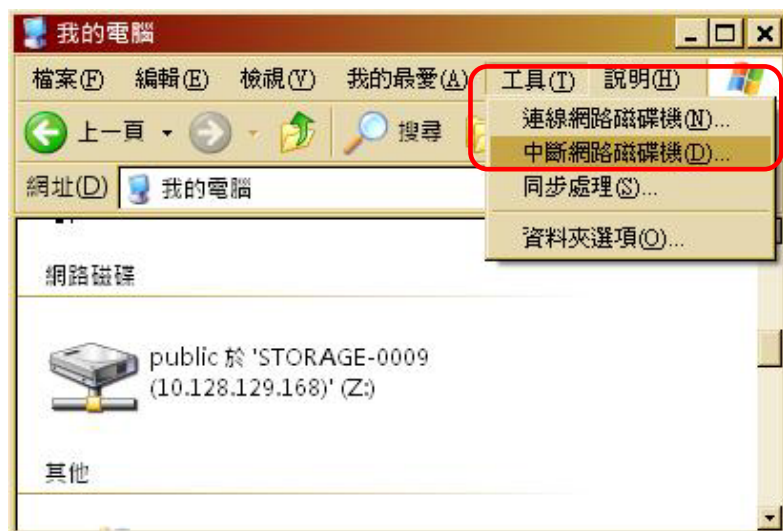 我的電腦
檔案(F) 編輯(E) 檢視(V) 我的最愛(A) 工具(T) 說明(H)
連線網路磁碟機(N)...
中斷網路磁碟機(D)...
同步處理(S)...
資料夾選項(O)...
上一頁 搜尋
網址(D) 我的電腦
網路磁碟
public 於 'STORAGE-0009
(10.128.129.168)' (Z:)
其他